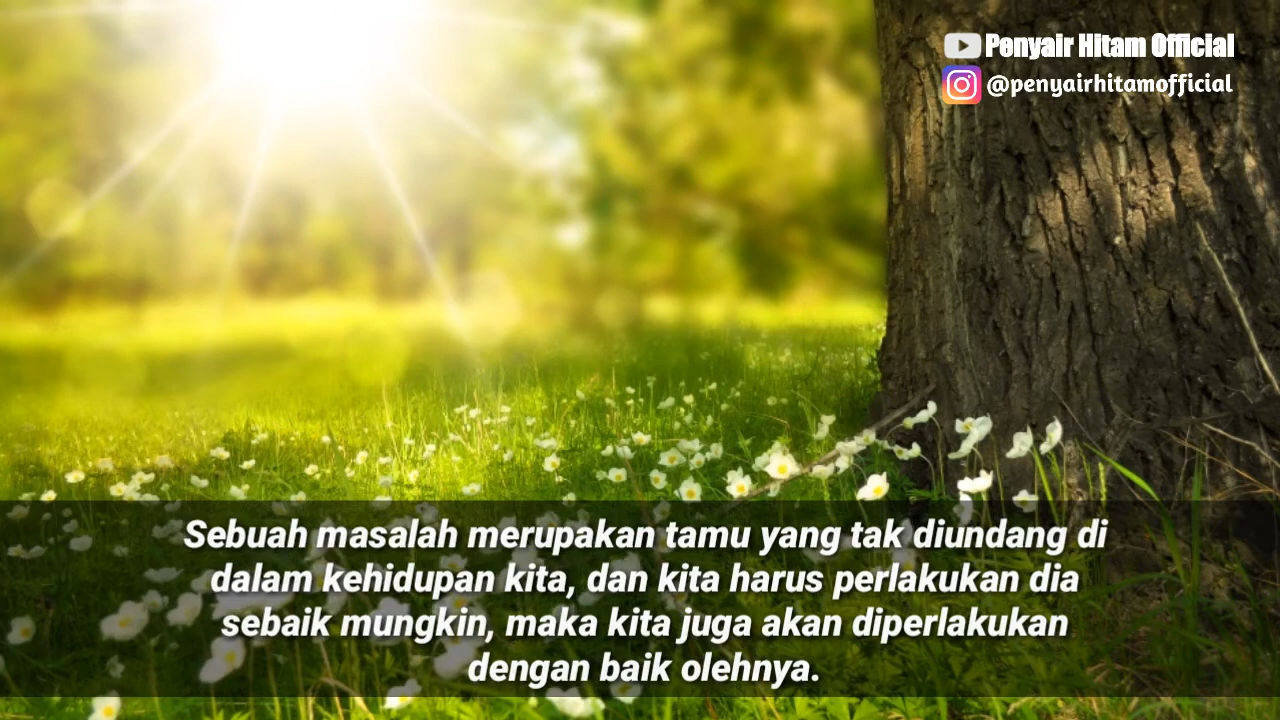 Penyair Hitam Official
@penyairhitamofficial
Sebuah masalah merupakan tamu yang tak diundang di
dalam kehidupan kita, dan kita harus perlakukan dia
sebaik mungkin, maka kita juga akan diperlakukan
dengan baik olehnya.